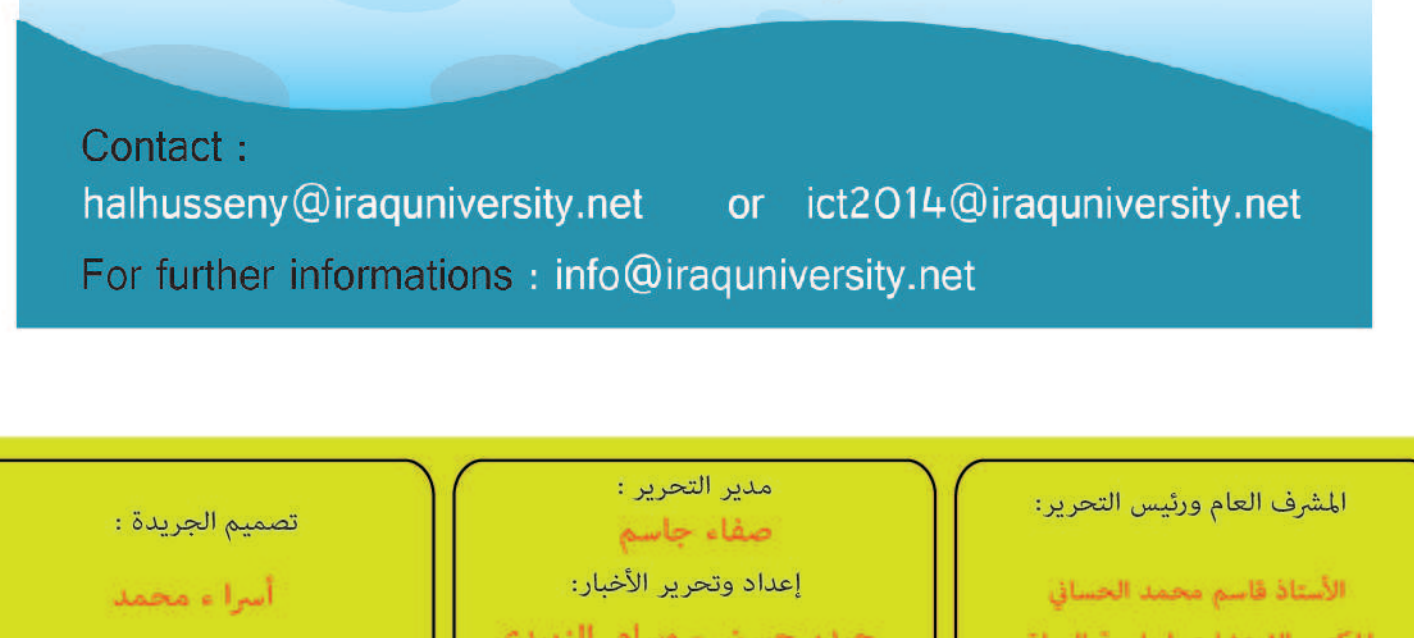 Contact :
halhusseny@iraquniversity.net or ict2014@iraquniversity.net
For further informations : info@iraquniversity.net
المشرف العام ورئيس التحرير:
الأستاذ قاسم محمد الحساني
مدير التحرير :
صفاء جاسم
إعداد وتحرير الأخبار:
تصميم الجريدة :
أسرا ء محمد